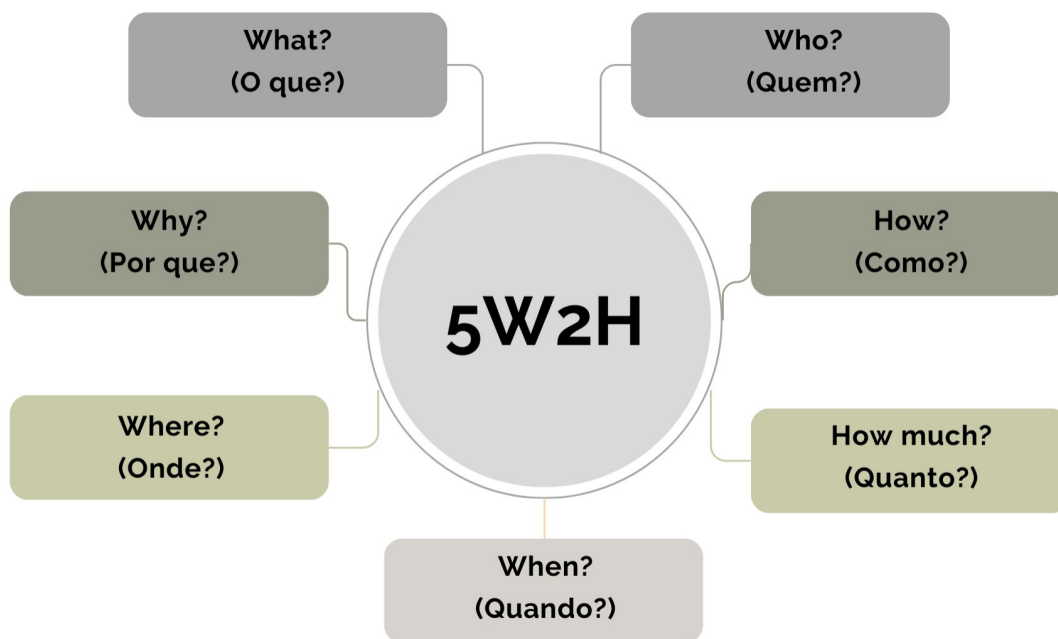 What?
(O que?)
Who?
(Quem?)
Why?
(Por que?)
How?
(Como?)
5W2H
Where?
(Onde?)
How much?
(Quanto?)
When?
(Quando?)